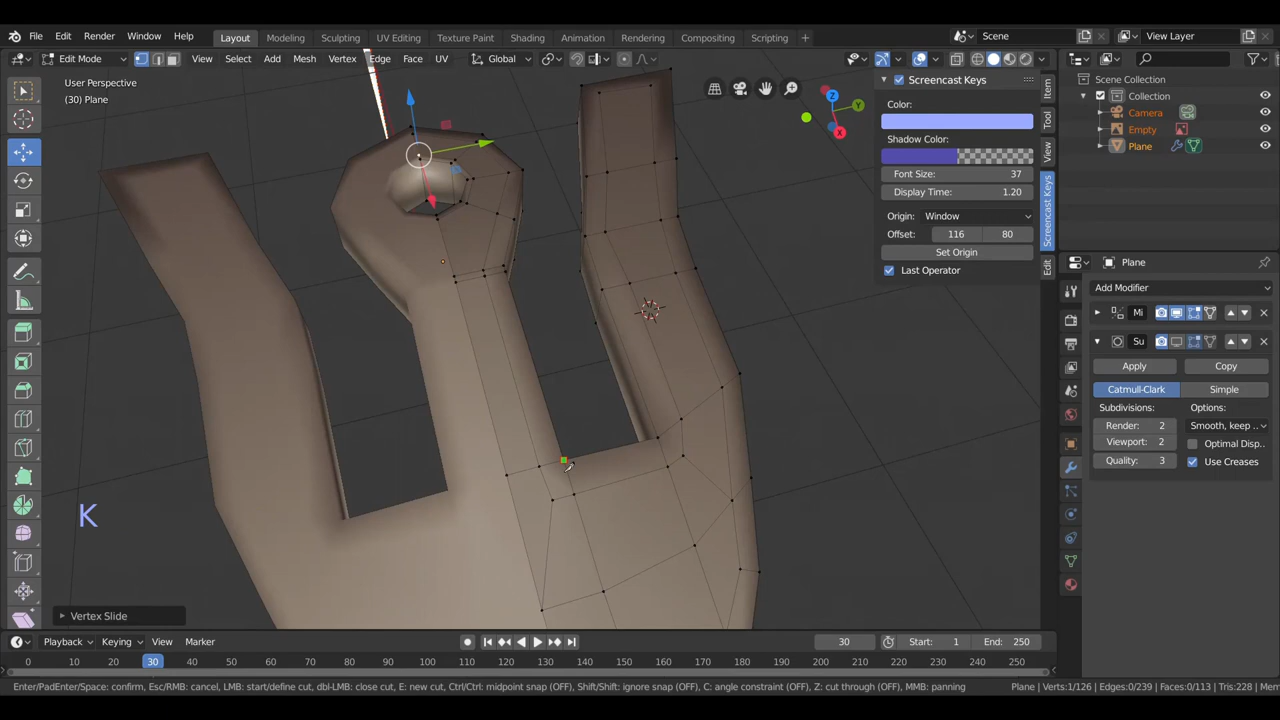 File Edit Render Window Help Layout Modeling Sculpting UV Editing Texture Paint Shading Animation Rendering Compositing Scripting + Scene View Layer
Edit Mode View Select Add Mesh Vertex Edge Face UV Global
User Perspective
(30) Plane
Z
Y
X
Screencast Keys
Color:
Shadow Color:
Font Size: 37
Display Time: 1.20
Origin: Window
Offset: 116 80
Set Origin
Last Operator
Item
Tool
View
Screencast Keys
Edit
Scene Collection
Collection
Camera
Empty
Plane
Plane
Add Modifier
Mi
Su
Apply Copy
Catmull-Clark Simple
Subdivisions: Options:
Render: 2 Smooth, keep ..
Viewport: 2 Optimal Disp..
Quality: 3 Use Creases
K
Vertex Slide
Playback Keying View Marker 30 Start: 1 End: 250
0 10 20 30 40 50 60 70 80 90 100 110 120 130 140 150 160 170 180 190 200 210 220 230 240 250
Enter/PadEnter/Space: confirm, Esc/RMB: cancel, LMB: start/define cut, dbl-LMB: close cut, E: new cut, Ctrl/Ctrl: midpoint snap (OFF), Shift/Shift: ignore snap (OFF), C: angle constraint (OFF), Z: cut through (OFF), MMB: panning Plane | Verts:1/126 | Edges:0/239 | Faces:0/113 | Tris:228 | Mem